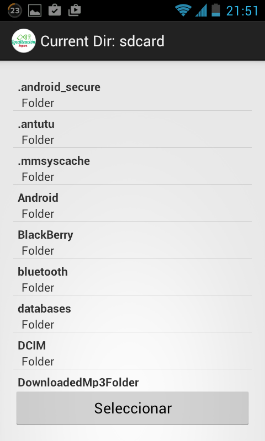 23
21:51
Current Dir: sdcard
.android_secure
Folder
.antutu
Folder
.mmsyscache
Folder
Android
Folder
BlackBerry
Folder
bluetooth
Folder
databases
Folder
DCIM
Folder
DownloadedMp3Folder
Seleccionar